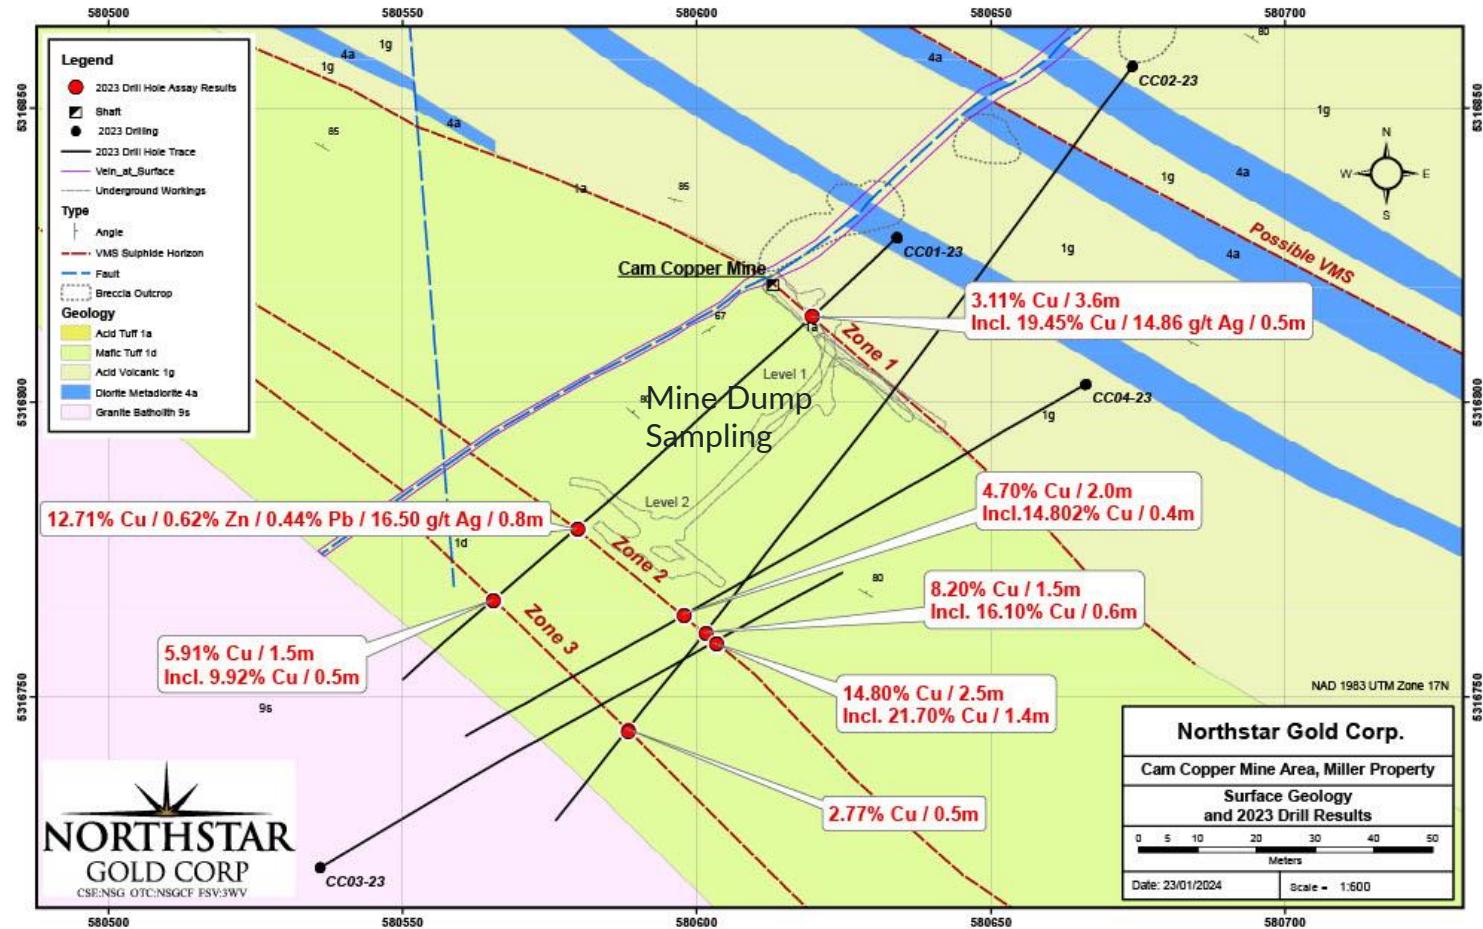 580500 580550 580600 580650 580700
5316850
5316800
5316750
5316850
5316800
5316750
Legend
2023 Drill Hole Assay Results
Shaft
2023 Drilling
2023 Drill Hole Trace
Vein_at_Surface
Underground Workings
Type
Angle
VMS Sulphide Horizon
Fault
Breccia Outcrop
Geology
Acid Tuff 1a
Mafic Tuff 1d
Acid Volcanic 1g
Diorite Metadiorite 4a
Granite Batholith 9s
1g
4a
1g
4a
85
1a
85
4a
80
CC02-23
1g
1g
4a
N
W E
S
Possible VMS
4a
1g
CC01-23
Cam Copper Mine
67
1a
Zone 1
3.11% Cu / 3.6m
Incl. 19.45% Cu / 14.86 g/t Ag / 0.5m
Level 1
80
Mine Dump
Sampling
CC04-23
1g
Level 2
4.70% Cu / 2.0m
Incl.14.802% Cu / 0.4m
12.71% Cu / 0.62% Zn / 0.44% Pb / 16.50 g/t Ag / 0.8m
1d
Zone 2
80
8.20% Cu / 1.5m
Incl. 16.10% Cu / 0.6m
Zone 3
5.91% Cu / 1.5m
Incl. 9.92% Cu / 0.5m
14.80% Cu / 2.5m
Incl. 21.70% Cu / 1.4m
9s
2.77% Cu / 0.5m
CC03-23
NORTHSTAR
GOLD CORP
CSE:NSG OTC:NSGCF FSV:3WV
NAD 1983 UTM Zone 17N
Northstar Gold Corp.
Cam Copper Mine Area, Miller Property
Surface Geology
and 2023 Drill Results
0 5 10 20 30 40 50
Meters
Date: 23/01/2024
Scale = 1:600
580500 580550 580600 580650 580700